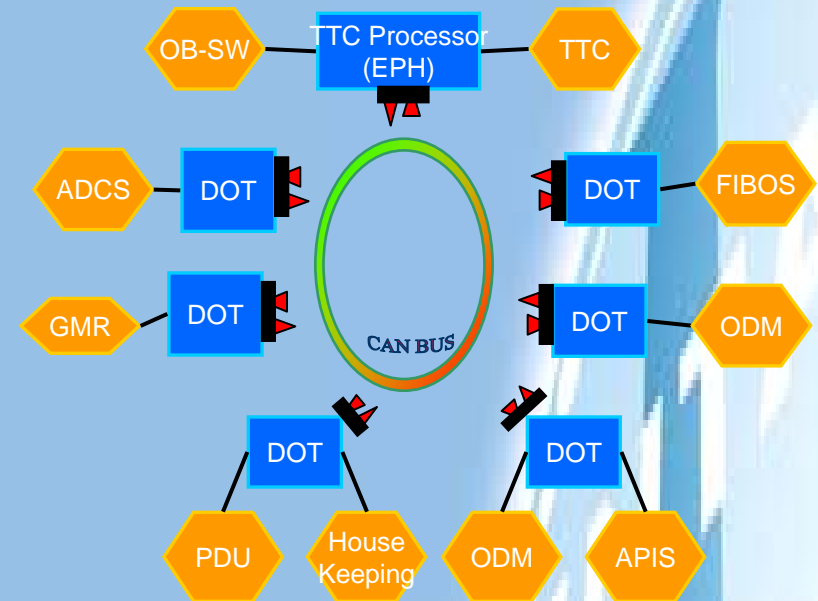 OB-SW
TTC Processor
(EPH)
TTC
ADCS
DOT
DOT
FIBOS
GMR
DOT
DOT
ODM
CAN BUS
DOT
DOT
PDU
House
Keeping
ODM
APIS